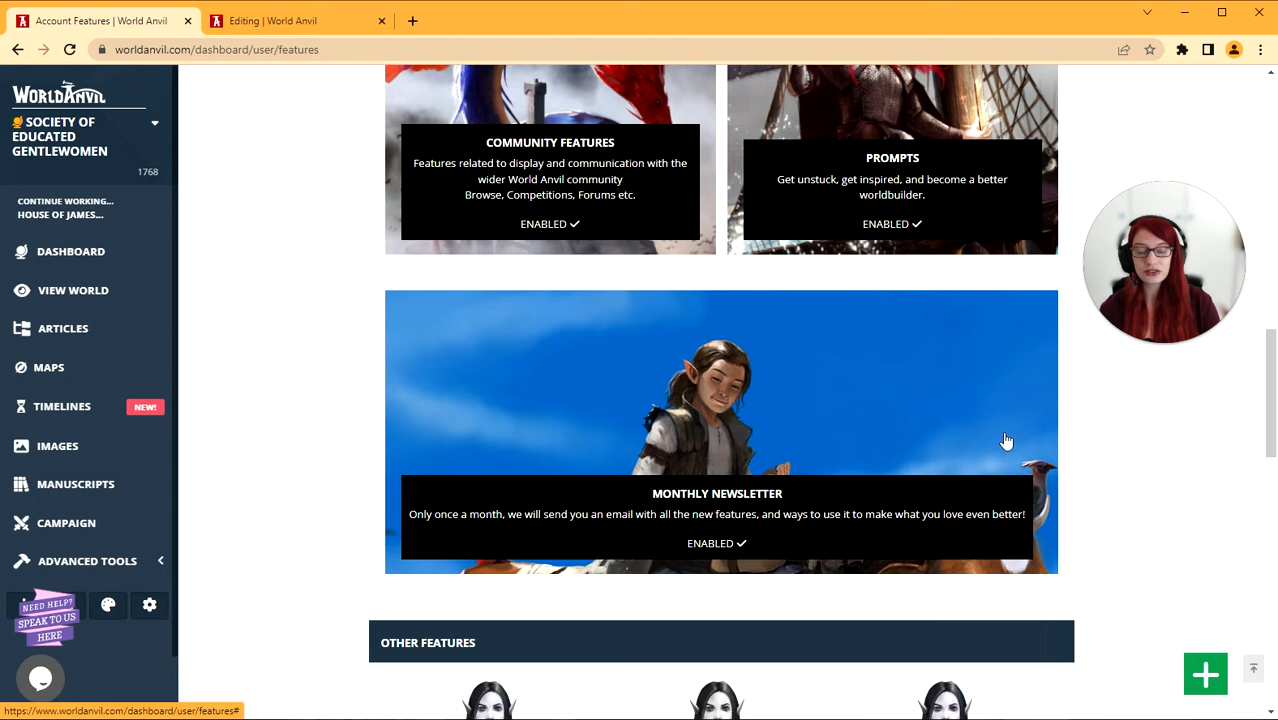 Account Features | World Anvil
Editing | World Anvil
worldanvil.com/dashboard/user/features
WORLDANVIL
SOCIETY OF
EDUCATED
GENTLEWOMEN
1768
CONTINUE WORKING...
HOUSE OF JAMES...
DASHBOARD
VIEW WORLD
ARTICLES
MAPS
TIMELINES NEW!
IMAGES
MANUSCRIPTS
CAMPAIGN
ADVANCED TOOLS
NEED HELP?
SPEAK TO US
HERE
https://www.worldanvil.com/dashboard/user/features#
COMMUNITY FEATURES
Features related to display and communication with the
wider World Anvil community
Browse, Competitions, Forums etc.
ENABLED
PROMPTS
Get unstuck, get inspired, and become a better
worldbuilder.
ENABLED
MONTHLY NEWSLETTER
Only once a month, we will send you an email with all the new features, and ways to use it to make what you love even better!
ENABLED
OTHER FEATURES